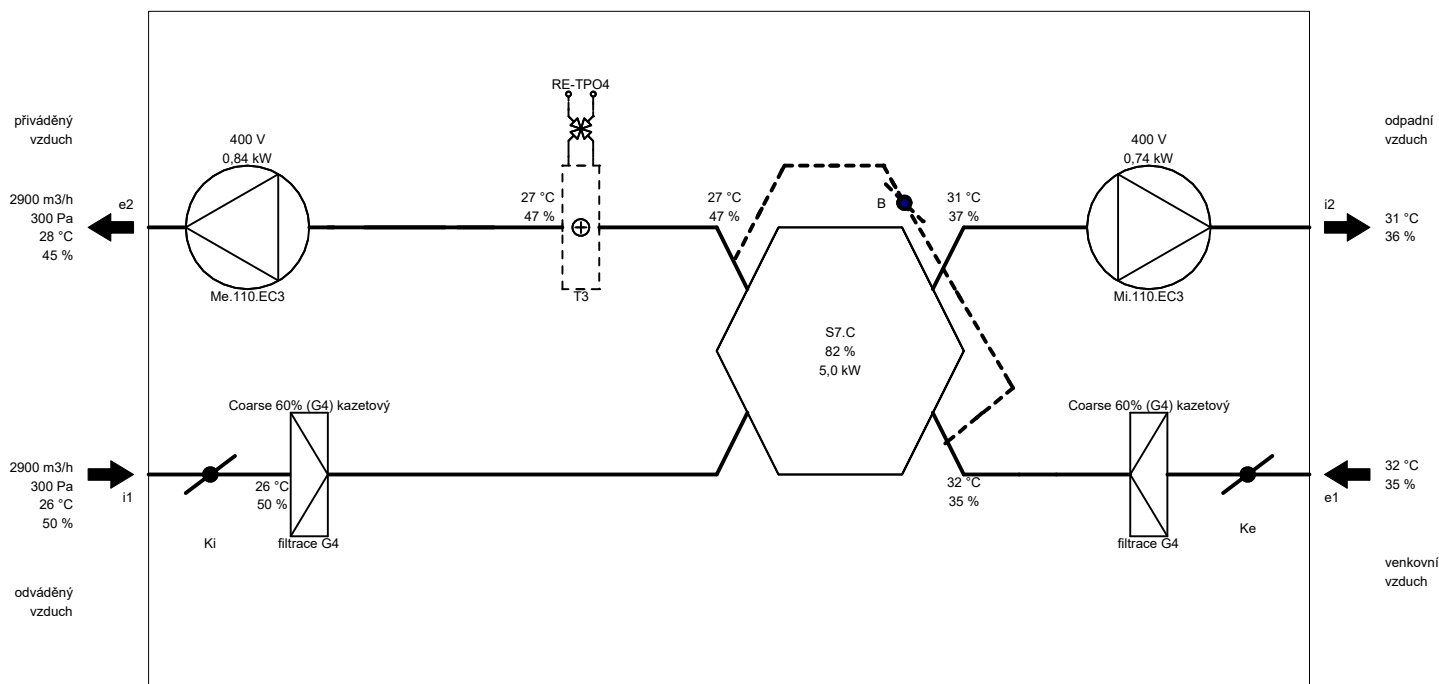 RE-TPO4
přiváděný
vzduch
400 V
0,84 kW
400 V
0,74 kW
odpadní
vzduch
2900 m3/h
300 Pa
28 °C
45 %
e2
27 °C
47 %
27 °C
47 %
B
31 °C
37 %
i2
31 °C
36 %
Me.110.EC3
T3
Mi.110.EC3
S7.C
82 %
5,0 kW
Coarse 60% (G4) kazetový
Coarse 60% (G4) kazetový
2900 m3/h
300 Pa
26 °C
50 %
i1
26 °C
50 %
32 °C
35 %
e1
32 °C
35 %
Ki
filtrace G4
filtrace G4
Ke
odváděný
vzduch
venkovní
vzduch